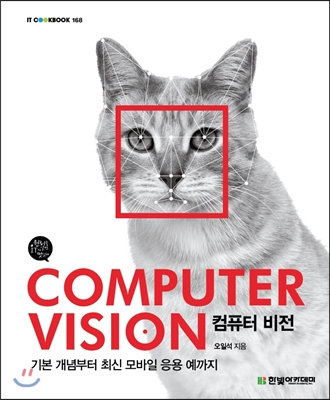 IT COOKBOOK 168
COMPUTER
VISION 컴퓨터 비전
오일석 지음
기본 개념부터 최신 모바일 응용 예까지
한빛아카데미